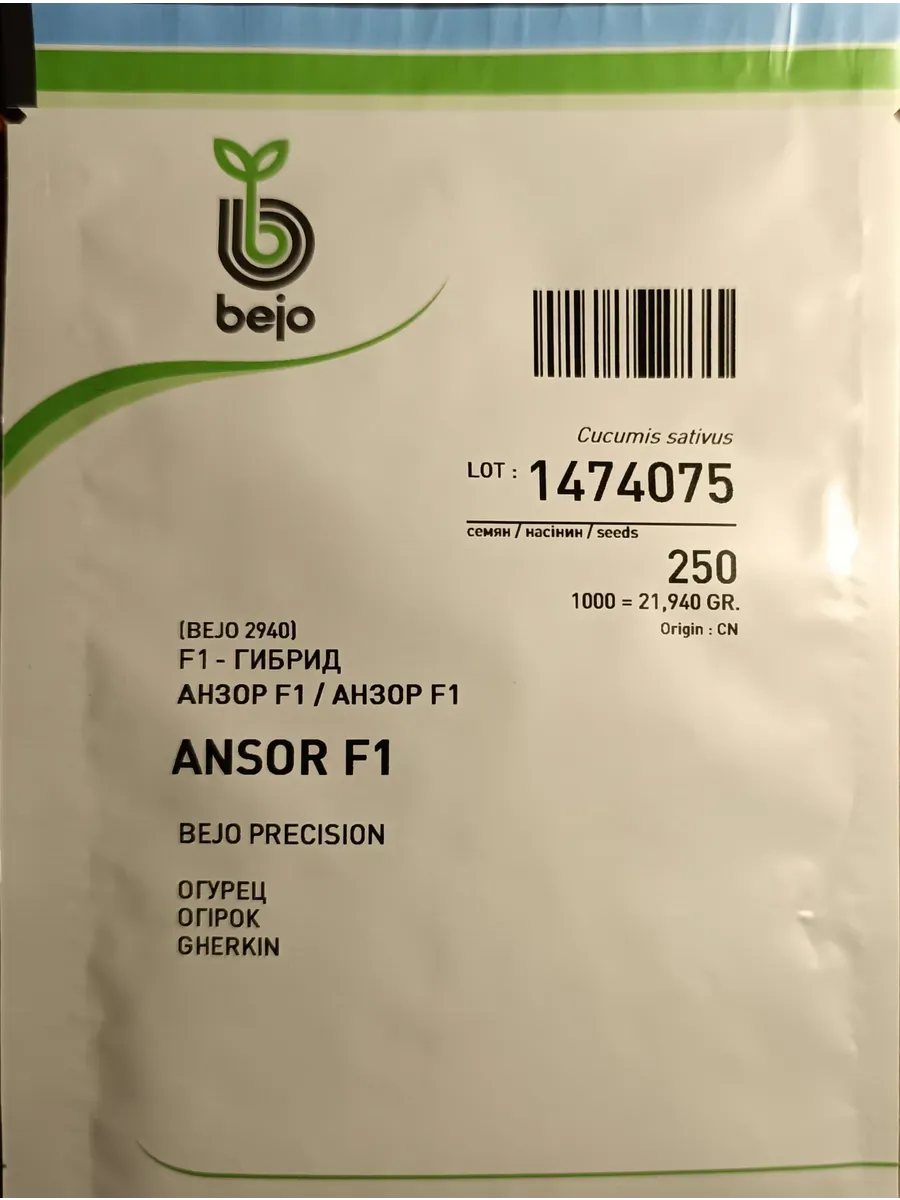 bejo
Cucumis sativus
LOT : 1474075
семян / насінин / seeds
250
1000 = 21,940 GR.
Origin : CN
(BEJO 2940)
F1 - ГИБРИД
АНЗОР F1 / АНЗОР F1
ANSOR F1
BEJO PRECISION
ОГУРЕЦ
ОГІРОК
GHERKIN